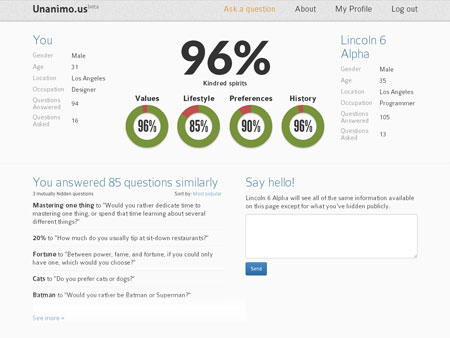 Unanimo.us beta
Ask a question About My Profile Log out
You
Gender Male
Age 31
Location Los Angeles
Occupation Designer
Questions Answered 94
Questions Asked 16
96%
Kindred spirits
Values Lifestyle Preferences History
96% 85% 90% 96%
Lincoln 6
Alpha
Gender Male
Age 35
Location Los Angeles
Occupation Programmer
Questions Answered 105
Questions Asked 13
You answered 85 questions similarly
3 mutually hidden questions Sort by: Most popular
Mastering one thing to "Would you rather dedicate time to
mastering one thing, or spend that time learning about several
different things?"
20% to "How much do you usually tip at sit-down restaurants?"
Fortune to "Between power, fame, and fortune, if you could only
have one, which would you choose?"
Cats to "Do you prefer cats or dogs?"
Batman to "Would you rather be Batman or Superman?"
See more »
Say hello!
Lincoln 6 Alpha will see all of the same information available
on this page except for what you've hidden publicly.
Send